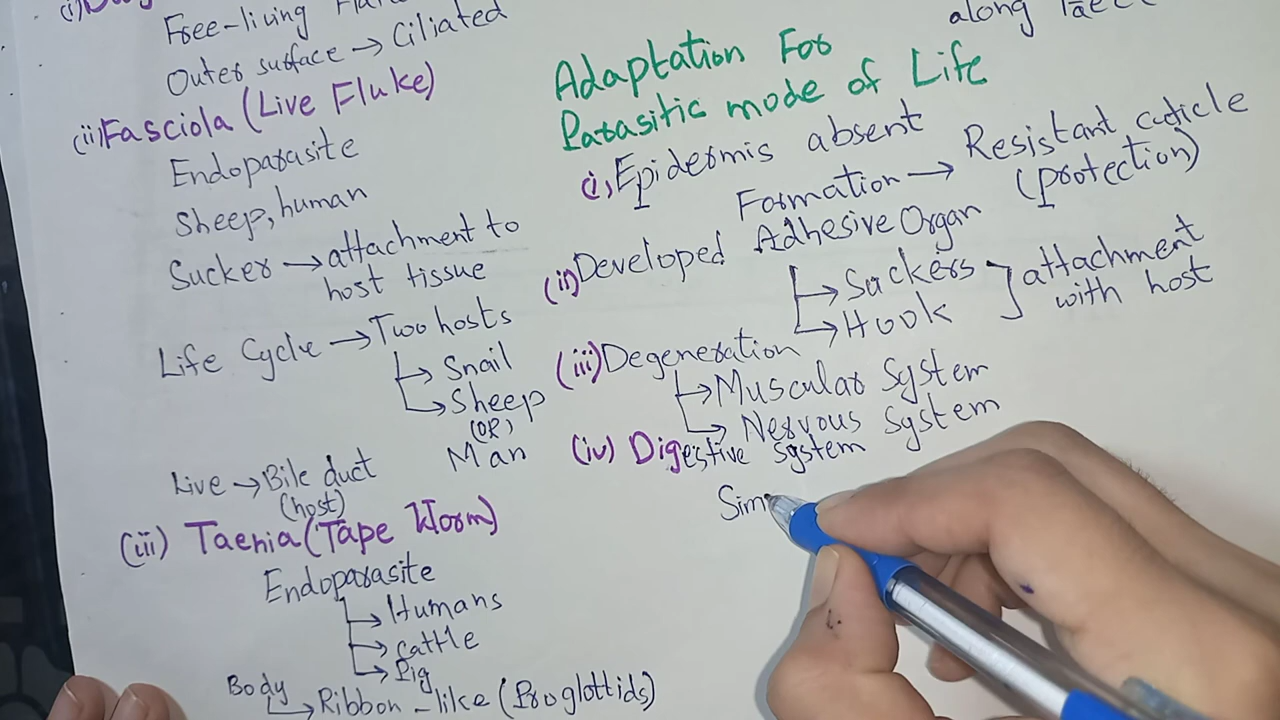 Free-living
Outer surface → Ciliated
(ii) Fasciola (Live Fluke)
Endoparasite
Sheep, human
Sucker → attachment to
host tissue
Life Cycle → Two hosts
→ Snail
→ Sheep
(OR)
Man
Live → Bile duct
(host)
(iii) Taenia (Tape Worm)
Endoparasite
→ Humans
→ Cattle
→ Pig
Body
→ Ribbon-like (Proglottids)
along
Adaptation For
Parasitic mode of Life
(i) Epidermis absent
Formation → Resistant cuticle
(protection)
(ii) Developed Adhesive Organ
→ Suckers
→ Hook
attachment
with host
(iii) Degeneration
→ Muscular System
→ Nervous System
(iv) Digestive System
Sim